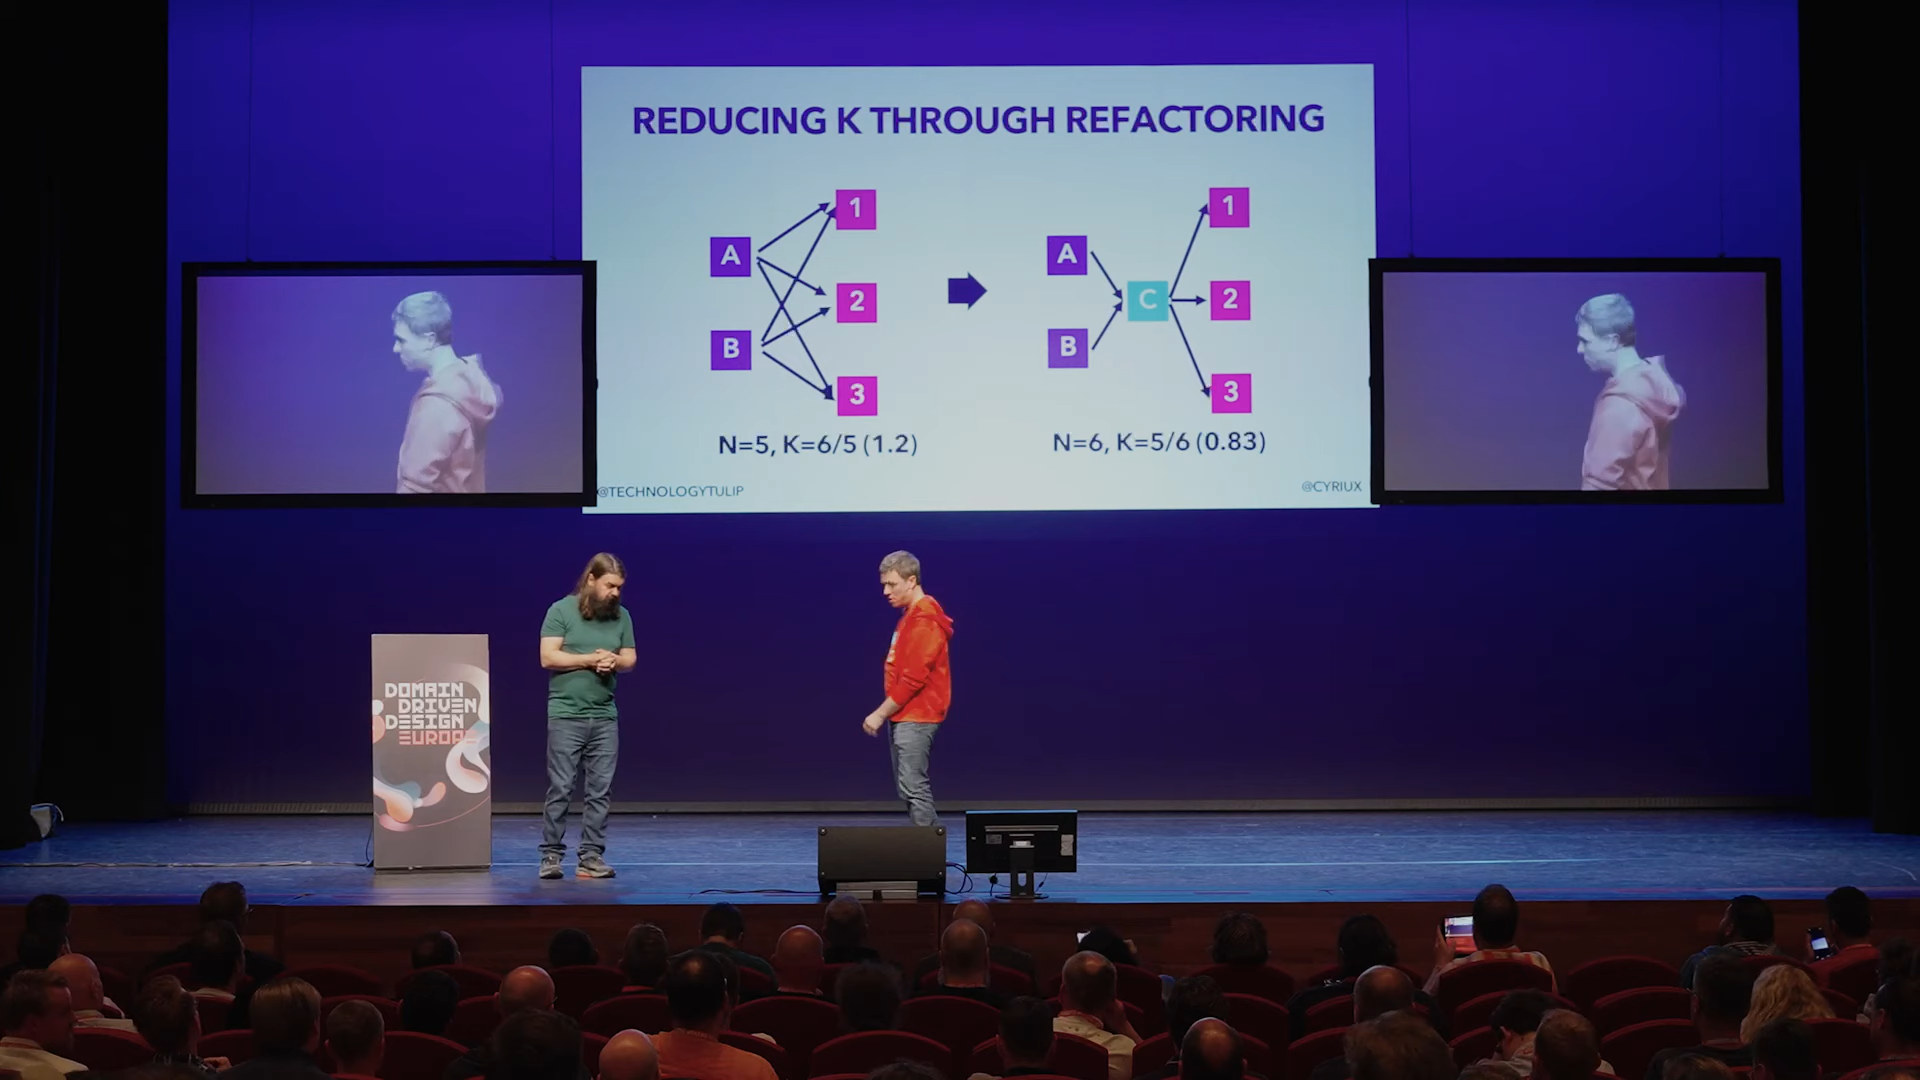 REDUCING K THROUGH REFACTORING
A
B
1
2
3
N=5, K=6/5 (1.2)
A
B
C
1
2
3
N=6, K=5/6 (0.83)
@TECHNOLOGYTULIP
@CYRIUX
DOMAIN
DRIVEN
DESIGN
EUROPE